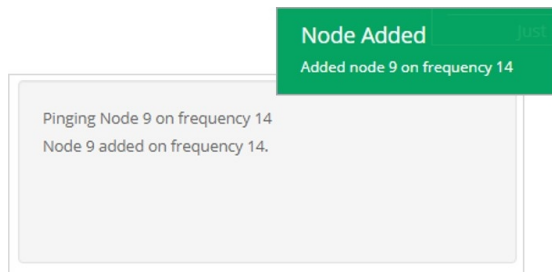 Node Added
Added node 9 on frequency 14
Pinging Node 9 on frequency 14
Node 9 added on frequency 14.